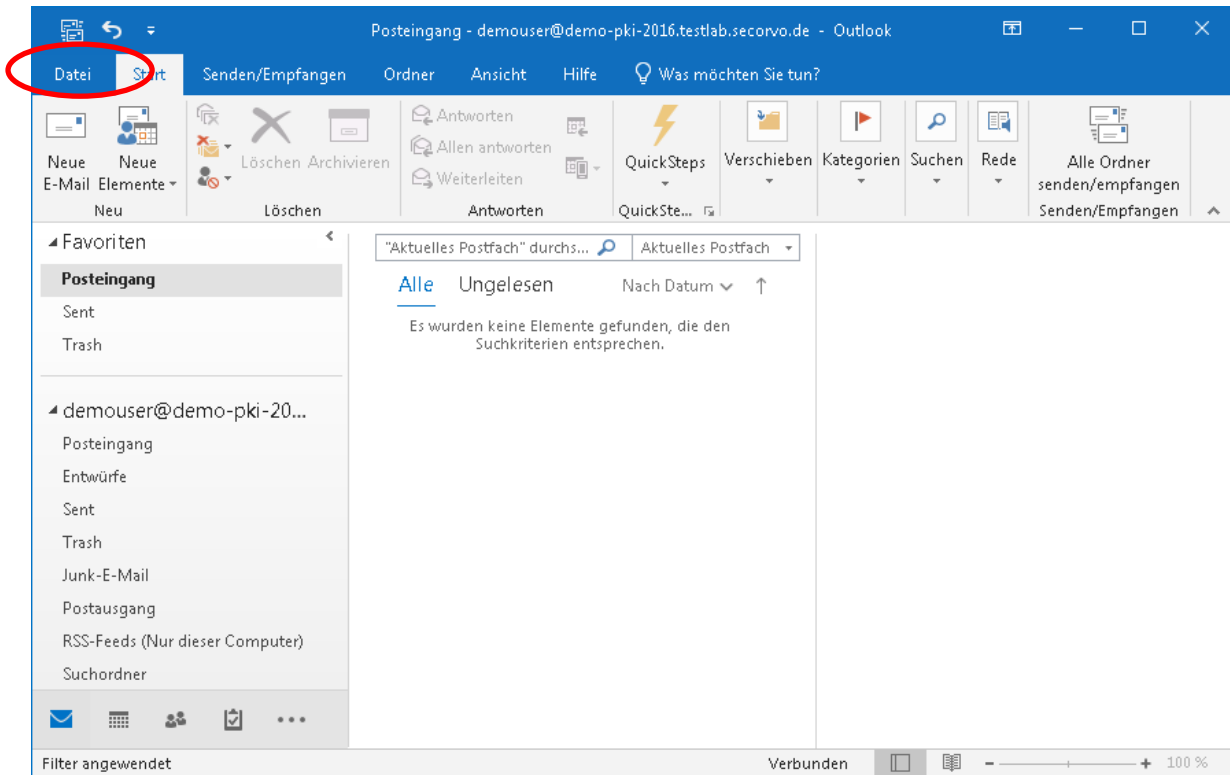 Posteingang - demouser@demo-pki-2016.testlab.secorvo.de - Outlook
Datei Start Senden/Empfangen Ordner Ansicht Hilfe Was möchten Sie tun?
Neue E-Mail
Neue Elemente
Neu
Löschen
Archivieren
Löschen
Antworten
Allen antworten
Weiterleiten
Antworten
QuickSteps
QuickSte...
Verschieben
Kategorien
Suchen
Rede
Alle Ordner
senden/empfangen
Senden/Empfangen
Favoriten
Posteingang
Sent
Trash
demouser@demo-pki-20...
Posteingang
Entwürfe
Sent
Trash
Junk-E-Mail
Postausgang
RSS-Feeds (Nur dieser Computer)
Suchordner
"Aktuelles Postfach" durchs... Aktuelles Postfach
Alle Ungelesen Nach Datum
Es wurden keine Elemente gefunden, die den
Suchkriterien entsprechen.
Filter angewendet
Verbunden
100 %